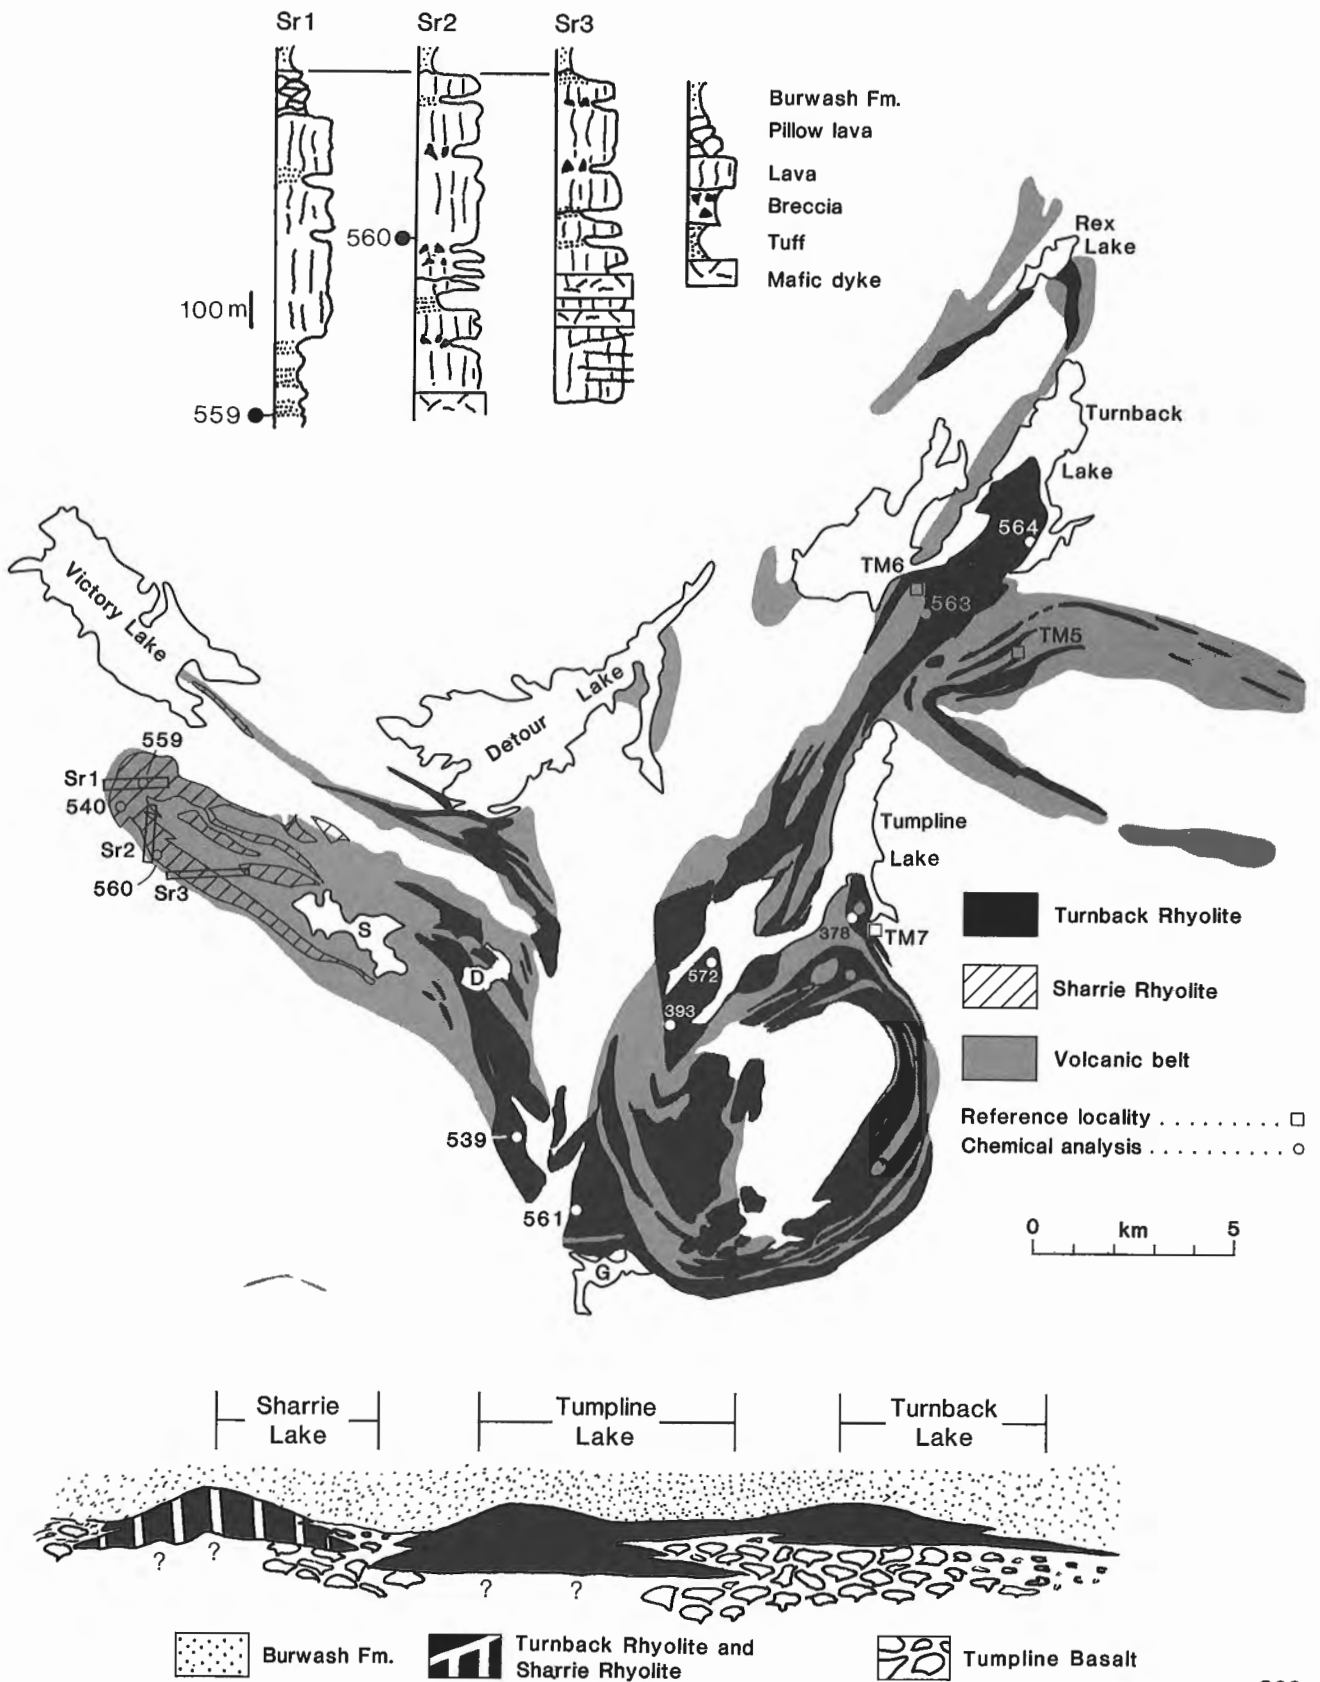 Sr1
Sr2
Sr3
Burwash Fm.
Pillow lava
Lava
Breccia
Tuff
Mafic dyke
560
100 m
559
Rex
Lake
Turnback
Lake
564
TM6
563
TM5
Victory Lake
Detour Lake
559
Sr1
540
Sr2
560
Sr3
S
D
Tumpline
Lake
378
TM7
572
393
539
561
G
Turnback Rhyolite
Sharrie Rhyolite
Volcanic belt
Reference locality . . . . . . . . . □
Chemical analysis . . . . . . . . . . ○
0 km 5
Sharrie
Lake
Tumpline
Lake
Turnback
Lake
? ? ? ?
Burwash Fm.
Turnback Rhyolite and
Sharrie Rhyolite
Tumpline Basalt